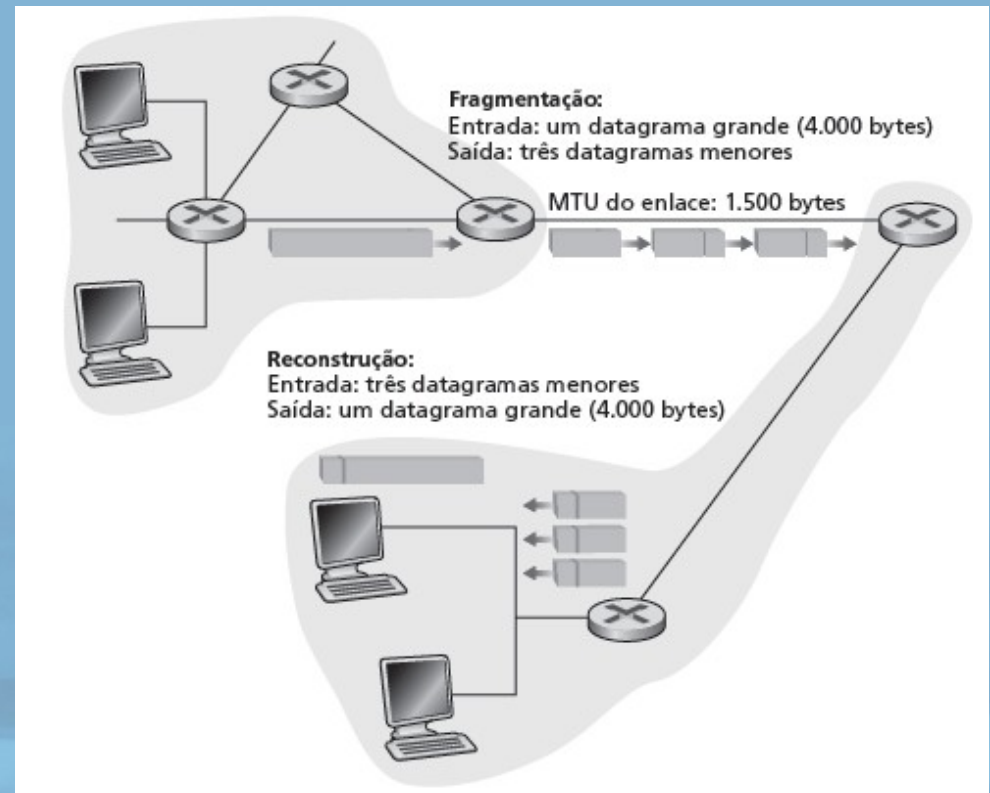 Fragmentação:
Entrada: um datagrama grande (4.000 bytes)
Saída: três datagramas menores
MTU do enlace: 1.500 bytes
Reconstrução:
Entrada: três datagramas menores
Saída: um datagrama grande (4.000 bytes)